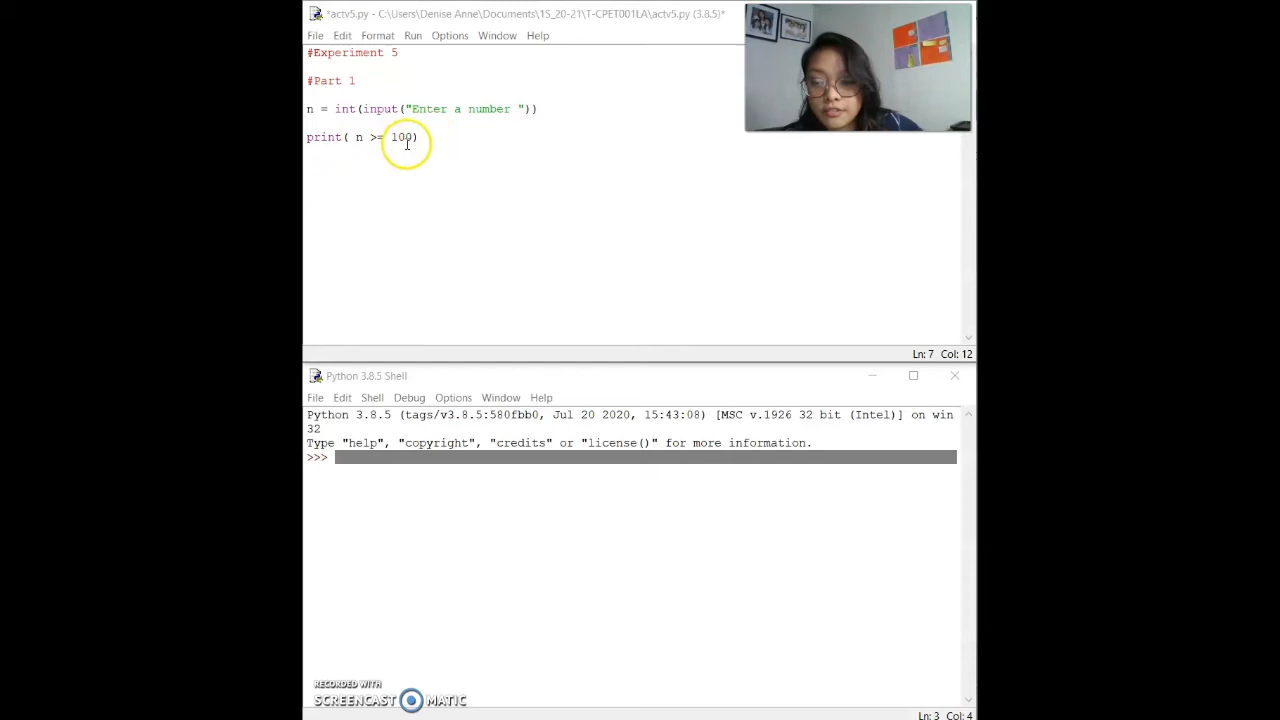 *actv5.py - C:\Users\Denise Anne\Documents\1S_20-21\T-CPET001LA\actv5.py (3.8.5)*
File Edit Format Run Options Window Help
#Experiment 5
#Part 1
n = int(input("Enter a number "))
print( n >= 100)
Ln: 7 Col: 12
Python 3.8.5 Shell
File Edit Shell Debug Options Window Help
Python 3.8.5 (tags/v3.8.5:580fbb0, Jul 20 2020, 15:43:08) [MSC v.1926 32 bit (Intel)] on win
32
Type "help", "copyright", "credits" or "license()" for more information.
>>>
RECORDED WITH
SCREENCAST MATIC
Ln: 3 Col: 4